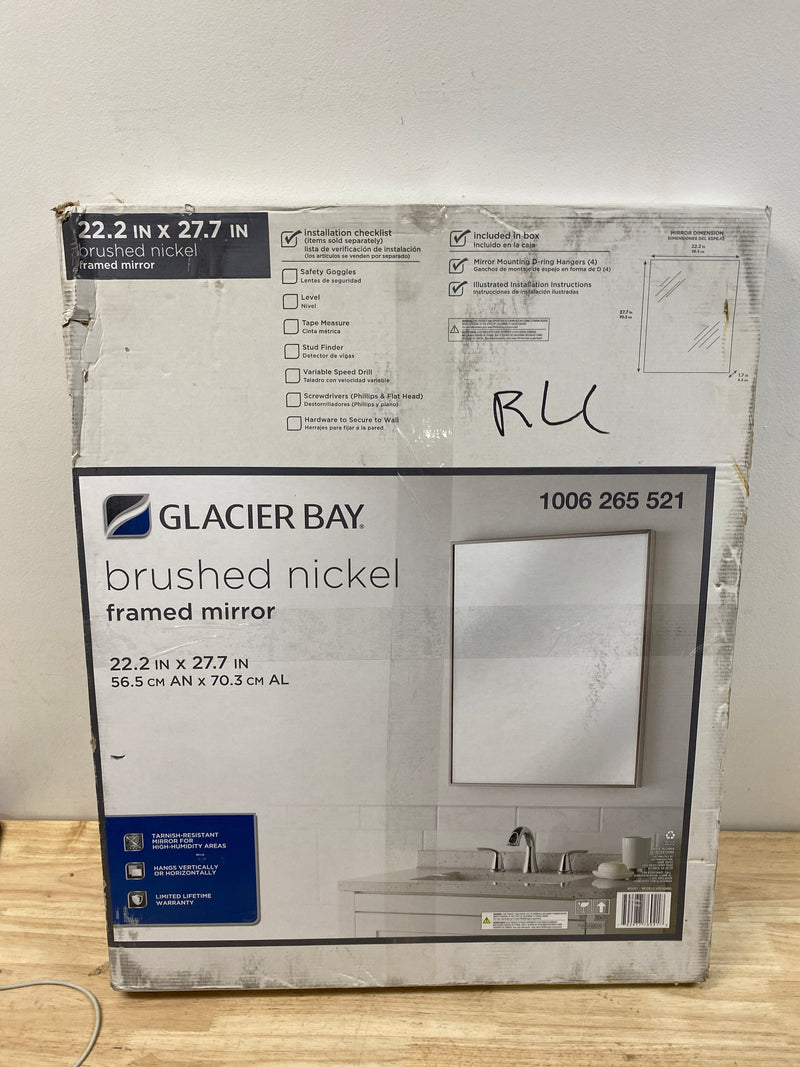 22.2 IN X 27.7 IN
brushed nickel
framed mirror
installation checklist
(items sold separately)
lista de verificación de instalación
(los artículos se venden por separado)
Safety Goggles
Lentes de seguridad
Level
Nivel
Tape Measure
Cinta métrica
Stud Finder
Detector de vigas
Variable Speed Drill
Taladro con velocidad variable
Screwdrivers (Phillips & Flat Head)
Destornilladores (Phillips y plano)
Hardware to Secure to Wall
Herrajes para fijar a la pared
included in box
Incluido en la caja
Mirror Mounting D-ring Hangers (4)
Ganchos de montaje de espejo en forma de D (4)
Illustrated Installation Instructions
Instrucciones de instalación ilustradas
MIRROR DIMENSION
DIMENSIONES DEL ESPEJO
22.2 in
27.7 in
70.3 cm
1.7 in
RLL
GLACIER BAY®
1006 265 521
brushed nickel
framed mirror
22.2 IN X 27.7 IN
56.5 CM AN X 70.3 CM AL
TARNISH-RESISTANT
MIRROR FOR
HIGH-HUMIDITY AREAS
HANGS VERTICALLY
OR HORIZONTALLY
LIMITED LIFETIME
WARRANTY